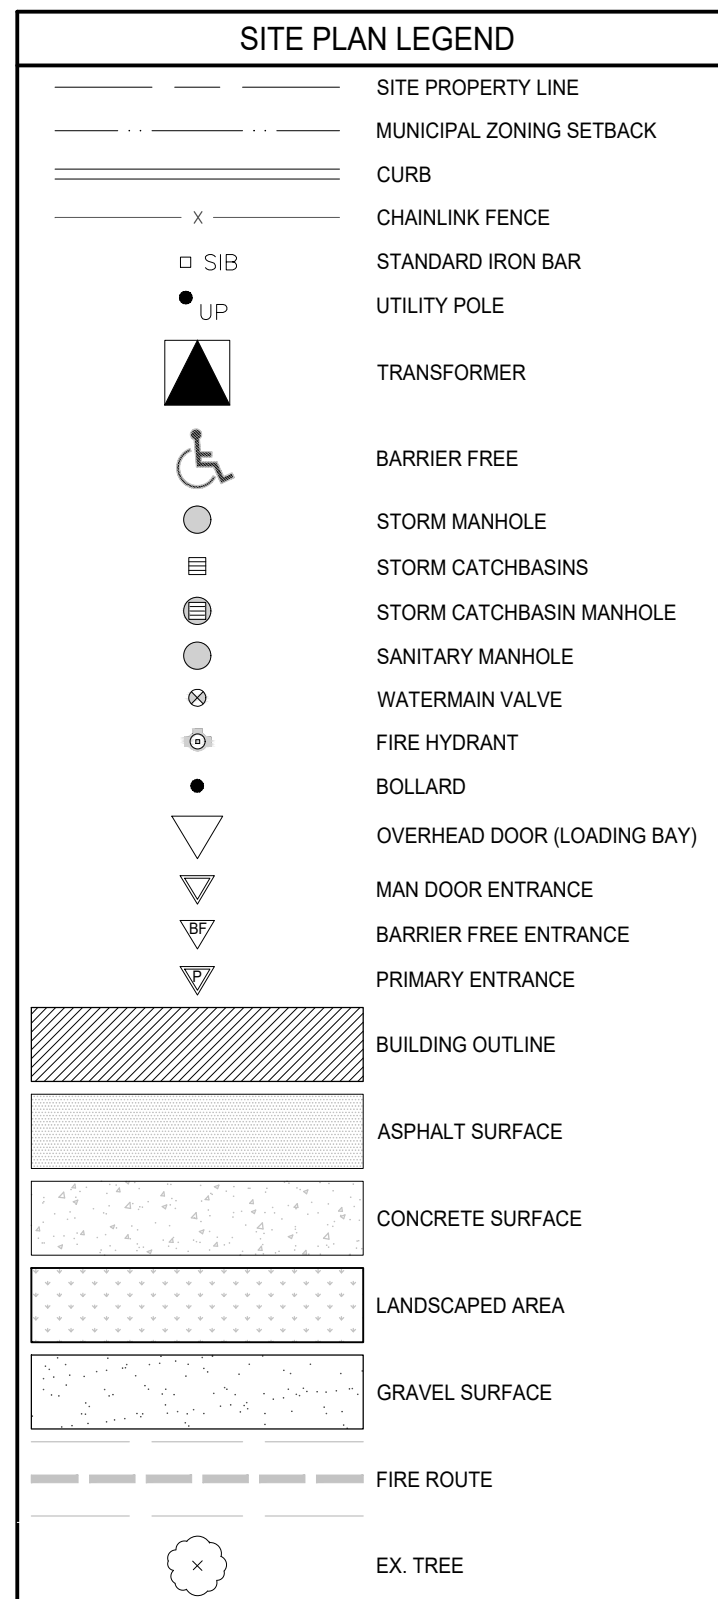 SITE PLAN LEGEND
SITE PROPERTY LINE
MUNICIPAL ZONING SETBACK
CURB
X CHAINLINK FENCE
SIB STANDARD IRON BAR
UP UTILITY POLE
TRANSFORMER
BARRIER FREE
STORM MANHOLE
STORM CATCHBASINS
STORM CATCHBASIN MANHOLE
SANITARY MANHOLE
WATERMAIN VALVE
FIRE HYDRANT
BOLLARD
OVERHEAD DOOR (LOADING BAY)
MAN DOOR ENTRANCE
BF BARRIER FREE ENTRANCE
P PRIMARY ENTRANCE
BUILDING OUTLINE
ASPHALT SURFACE
CONCRETE SURFACE
LANDSCAPED AREA
GRAVEL SURFACE
FIRE ROUTE
EX. TREE